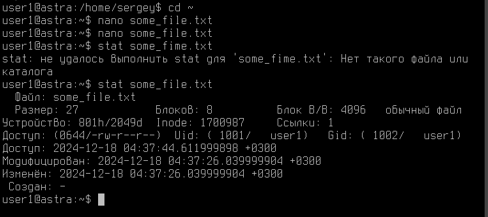 user1@astra:/home/sergey$ cd ~
user1@astra:~$ nano some_file.txt
user1@astra:~$ nano some_file.txt
user1@astra:~$ stat some_fime.txt
stat: не удалось выполнить stat для 'some_fime.txt': Нет такого файла или
каталога
user1@astra:~$ stat some_file.txt
Файл: some_file.txt
Размер: 27 Блоков: 8 Блок В/В: 4096 обычный файл
Устройство: 801h/2049d Inode: 1700987 Ссылки: 1
Доступ: (0644/-rw-r--r--) Uid: ( 1001/ user1) Gid: ( 1002/ user1)
Доступ: 2024-12-18 04:37:44.611999898 +0300
Модифицирован: 2024-12-18 04:37:26.039999904 +0300
Изменён: 2024-12-18 04:37:26.039999904 +0300
Создан: -
user1@astra:~$